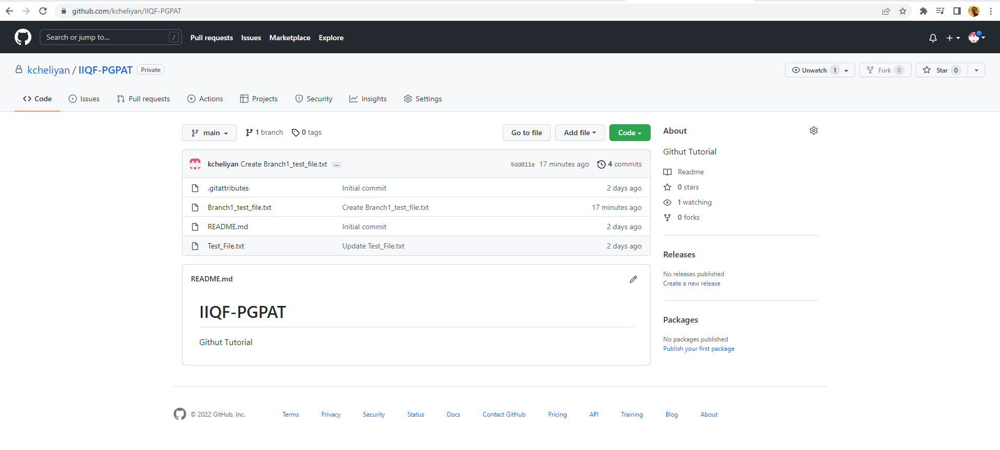 github.com/kcheliyan/IIQF-PGPAT
Search or jump to... / Pull requests Issues Marketplace Explore
kcheliyan / IIQF-PGPAT Private Unwatch 1 Fork 0 Star 0
Code Issues Pull requests Actions Projects Security Insights Settings
main 1 branch 0 tags Go to file Add file Code
kcheliyan Create Branch1_test_file.txt ... 9dd011e 17 minutes ago 4 commits
.gitattributes Initial commit 2 days ago
Branch1_test_file.txt Create Branch1_test_file.txt 17 minutes ago
README.md Initial commit 2 days ago
Test_File.txt Update Test_File.txt 2 days ago
README.md
IIQF-PGPAT
Githut Tutorial
About
Githut Tutorial
Readme
0 stars
1 watching
0 forks
Releases
No releases published
Create a new release
Packages
No packages published
Publish your first package
© 2022 GitHub, Inc. Terms Privacy Security Status Docs Contact GitHub Pricing API Training Blog About